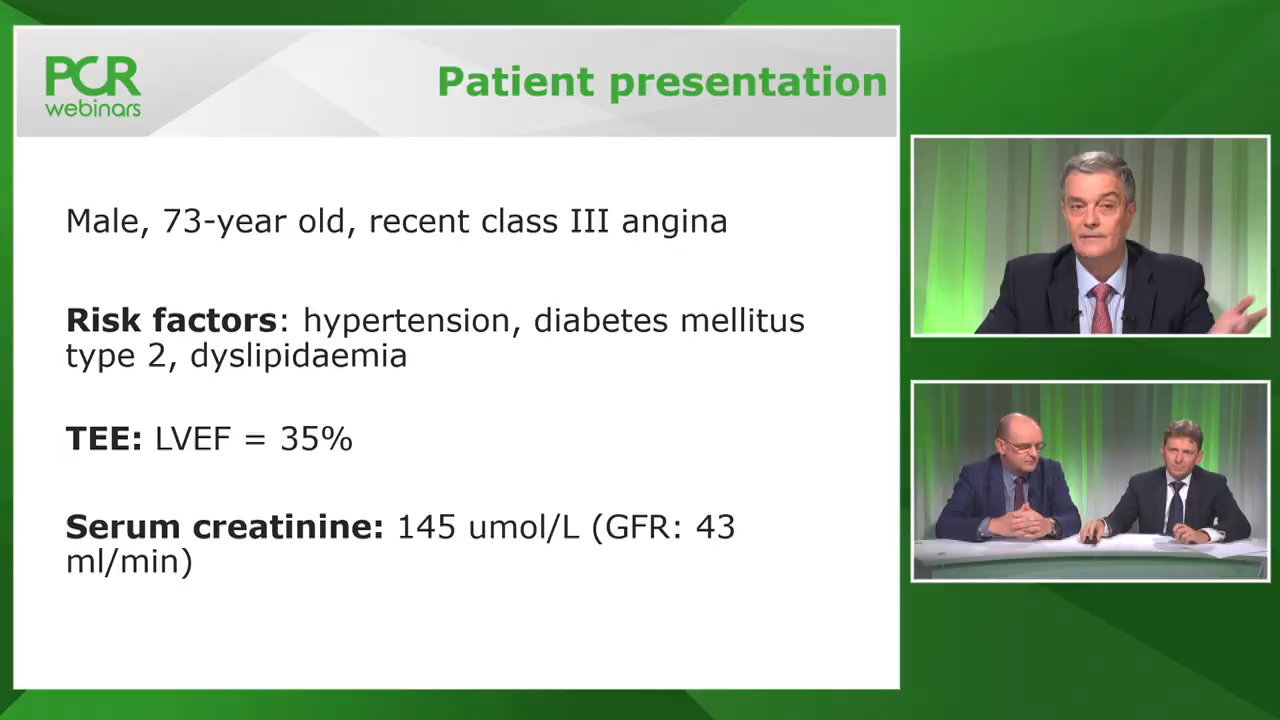 PCR
webinars
Patient presentation
Male, 73-year old, recent class III angina
Risk factors: hypertension, diabetes mellitus
type 2, dyslipidaemia
TEE: LVEF = 35%
Serum creatinine: 145 umol/L (GFR: 43
ml/min)